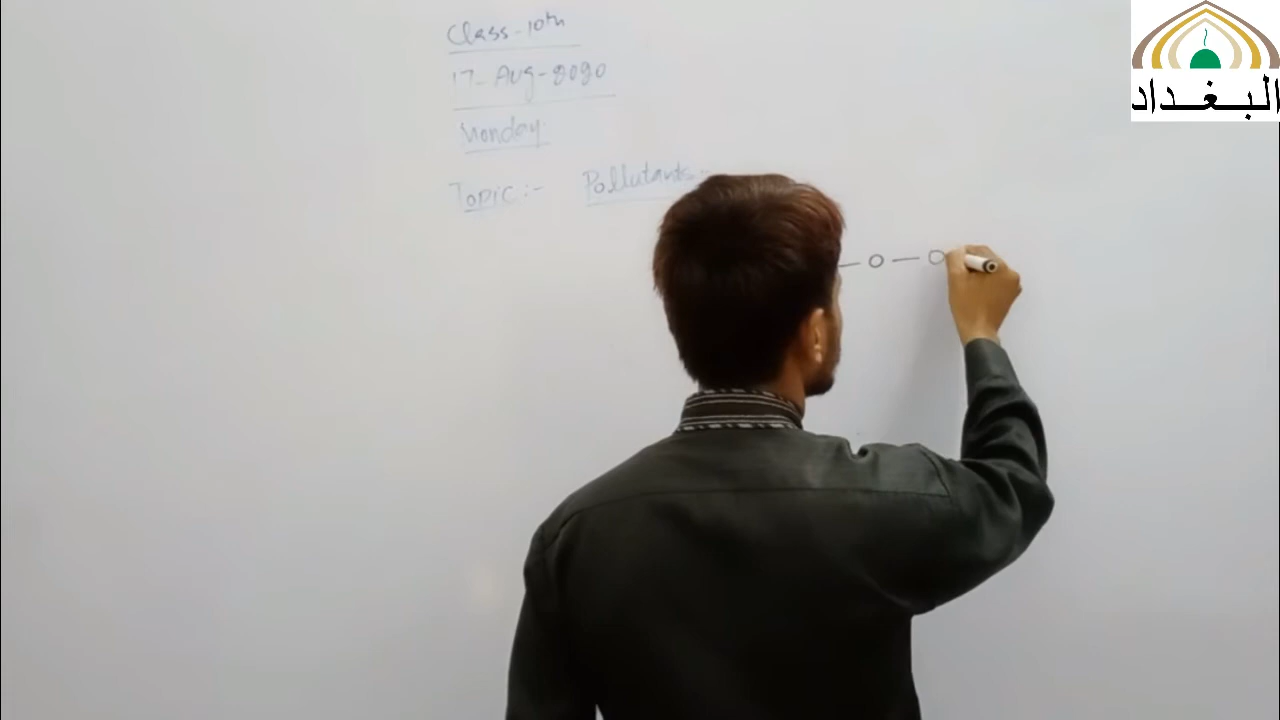 Class-10th
17-Aug-2020
Monday
Topic:- Pollutants:-
— O — O
البغداد